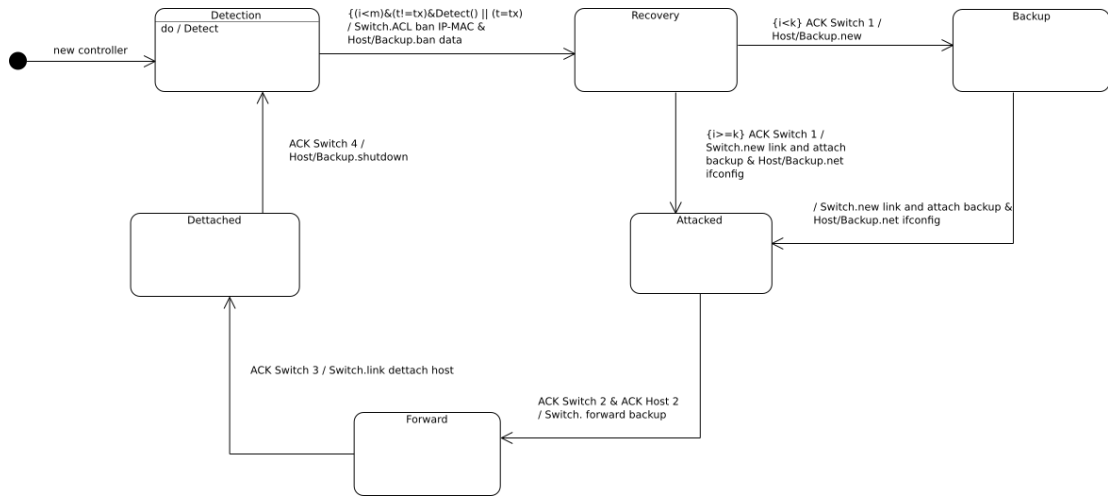 Detection
do / Detect
new controller
{(i<m)&(t!=tx)&Detect() || (t=tx)
/ Switch.ACL ban IP-MAC &
Host/Backup.ban data
Recovery
{i<k} ACK Switch 1 /
Host/Backup.new
Backup
ACK Switch 4 /
Host/Backup.shutdown
{i>=k} ACK Switch 1 /
Switch.new link and attach
backup & Host/Backup.net
ifconfig
/ Switch.new link and attach backup &
Host/Backup.net ifconfig
Dettached
Attacked
ACK Switch 3 / Switch.link dettach host
ACK Switch 2 & ACK Host 2
/ Switch. forward backup
Forward